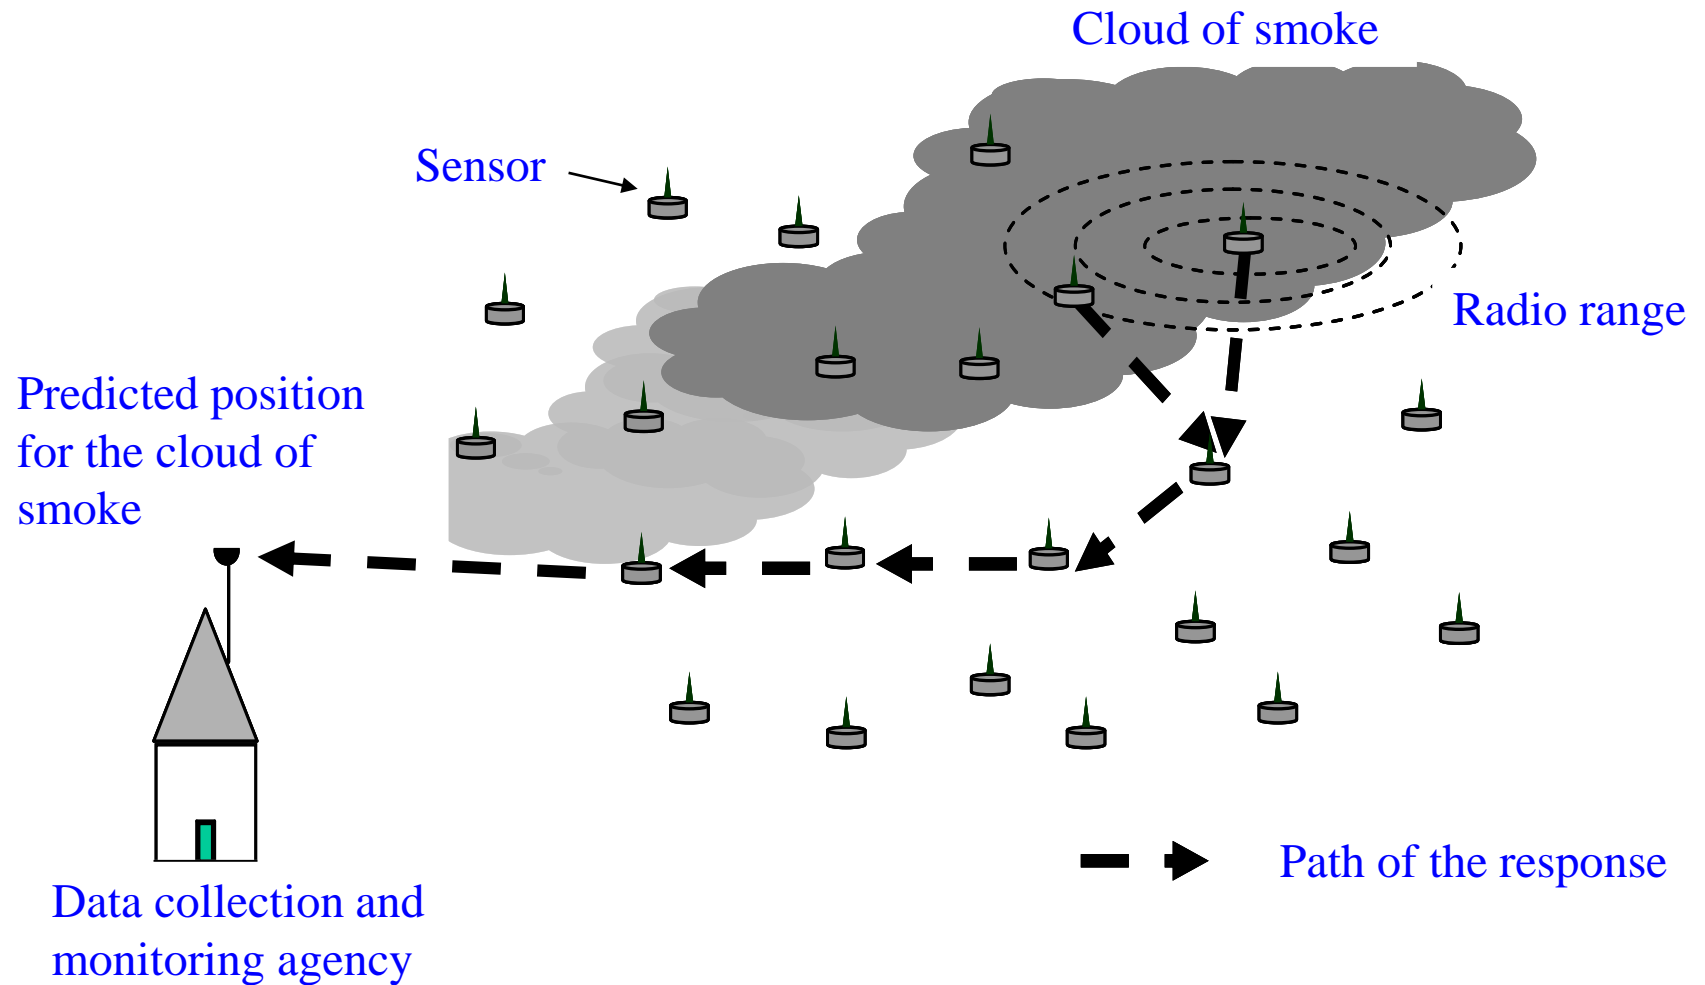 Cloud of smoke
Sensor
Radio range
Predicted position
for the cloud of
smoke
Path of the response
Data collection and
monitoring agency